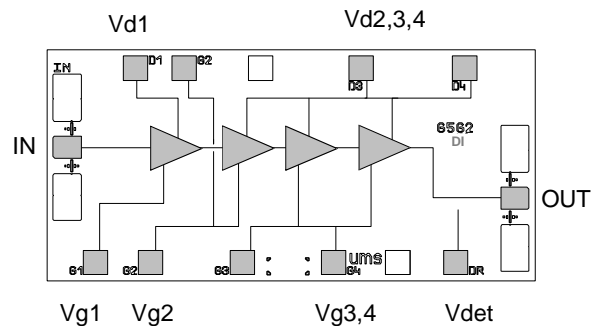 Vd1 Vd2,3,4
IN D1 G2 D3 D4
IN
6562
DI
OUT
G1 G2 G3 ums G4 DR
Vg1 Vg2 Vg3,4 Vdet